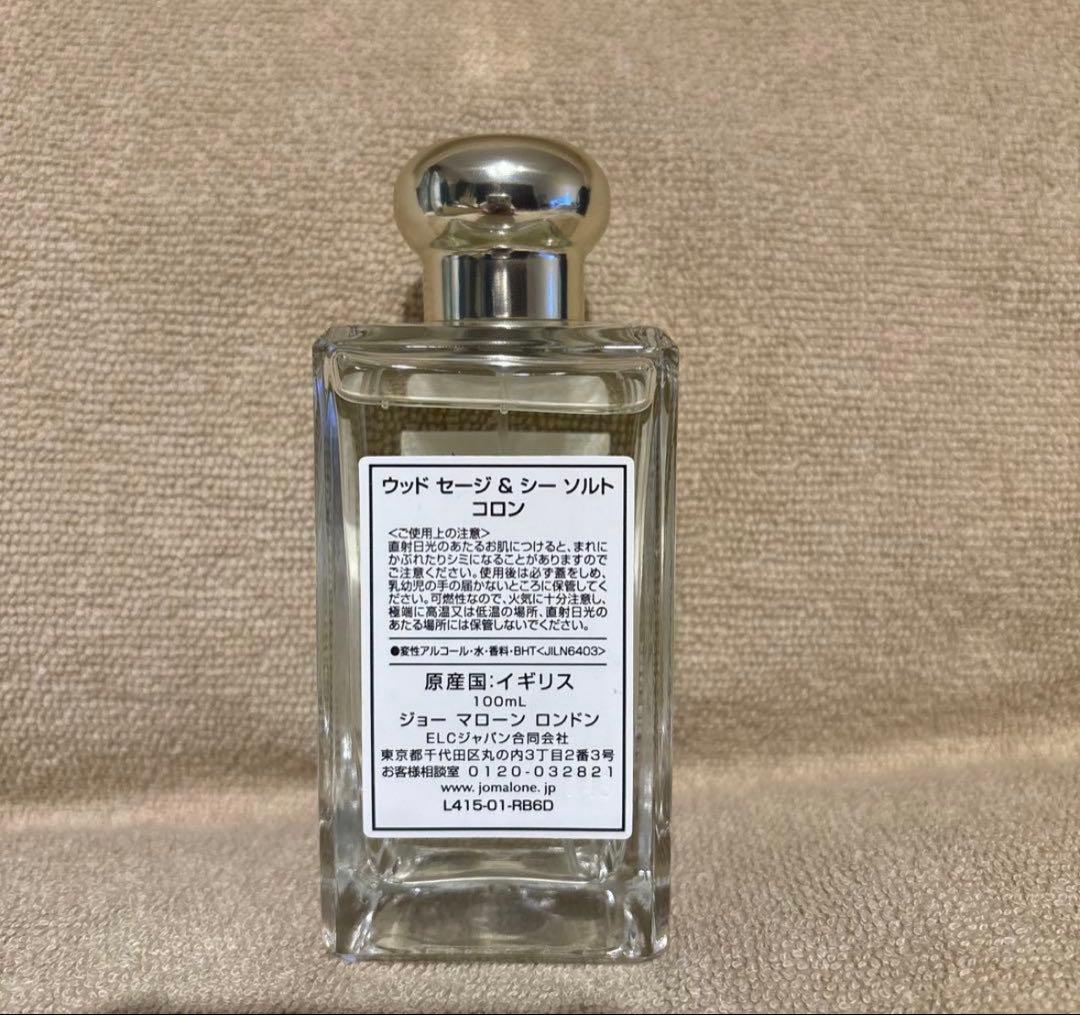 ウッド セージ & シー ソルト
コロン
<ご使用上の注意>
直射日光のあたるお肌につけると、まれに
かぶれたりシミになることがありますので
ご注意ください。使用後は必ず蓋をしめ、
乳幼児の手の届かないところに保管してく
ださい。可燃性なので、火気に十分注意し、
極端に高温又は低温の場所、直射日光の
あたる場所には保管しないでください。
●変性アルコール・水・香料・BHT<JILN6403>
原産国:イギリス
100mL
ジョー マローン ロンドン
ELCジャパン合同会社
東京都千代田区丸の内3丁目2番3号
お客様相談室 0120-032821
www. jomalone. jp
L415-01-RB6D